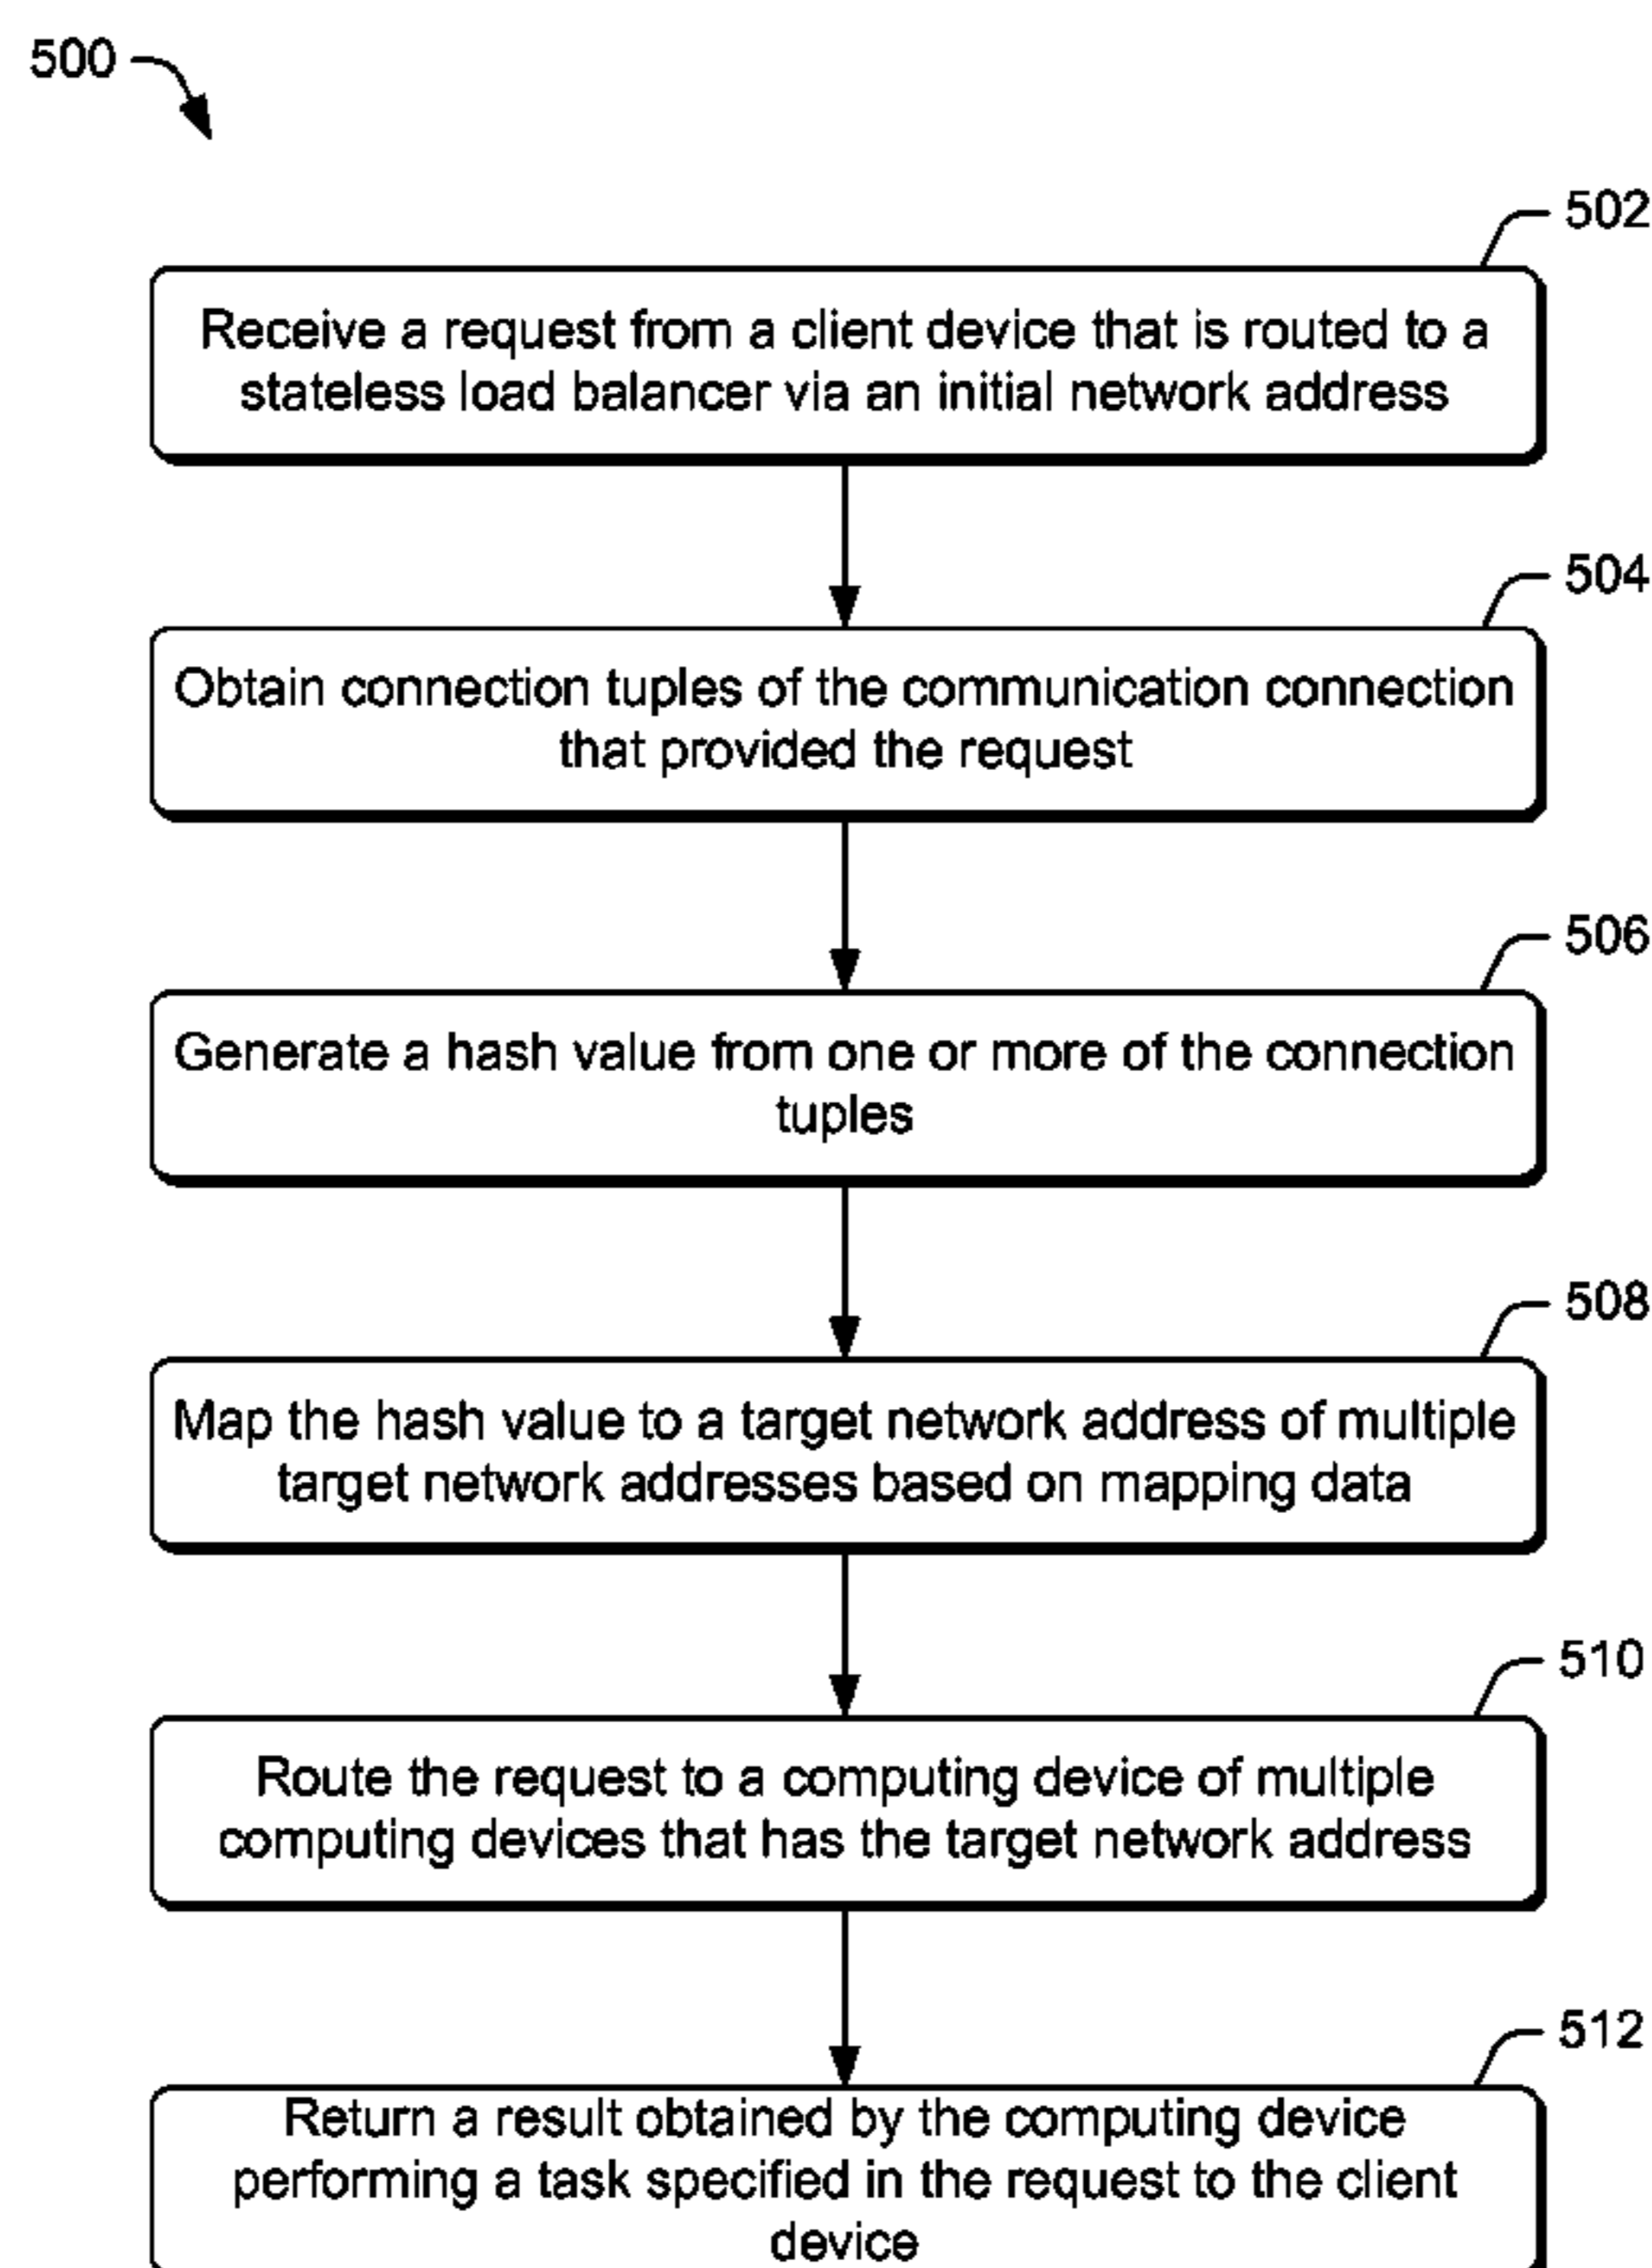 500
502
Receive a request from a client device that is routed to a
stateless load balancer via an initial network address
504
Obtain connection tuples of the communication connection
that provided the request
506
Generate a hash value from one or more of the connection
tuples
508
Map the hash value to a target network address of multiple
target network addresses based on mapping data
510
Route the request to a computing device of multiple
computing devices that has the target network address
512
Return a result obtained by the computing device
performing a task specified in the request to the client
device